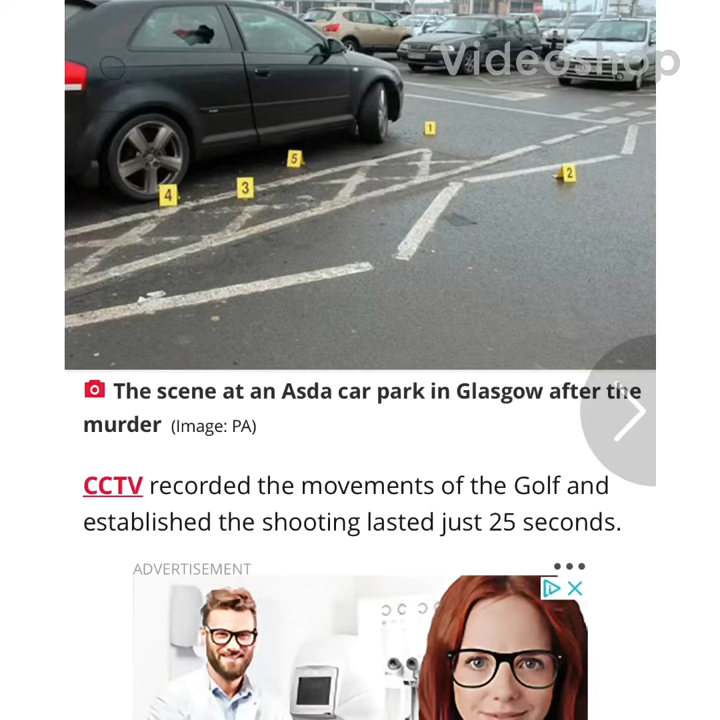 Videoshop
1
5
2
3
4
The scene at an Asda car park in Glasgow after the
murder (Image: PA)
CCTV recorded the movements of the Golf and
established the shooting lasted just 25 seconds.
ADVERTISEMENT